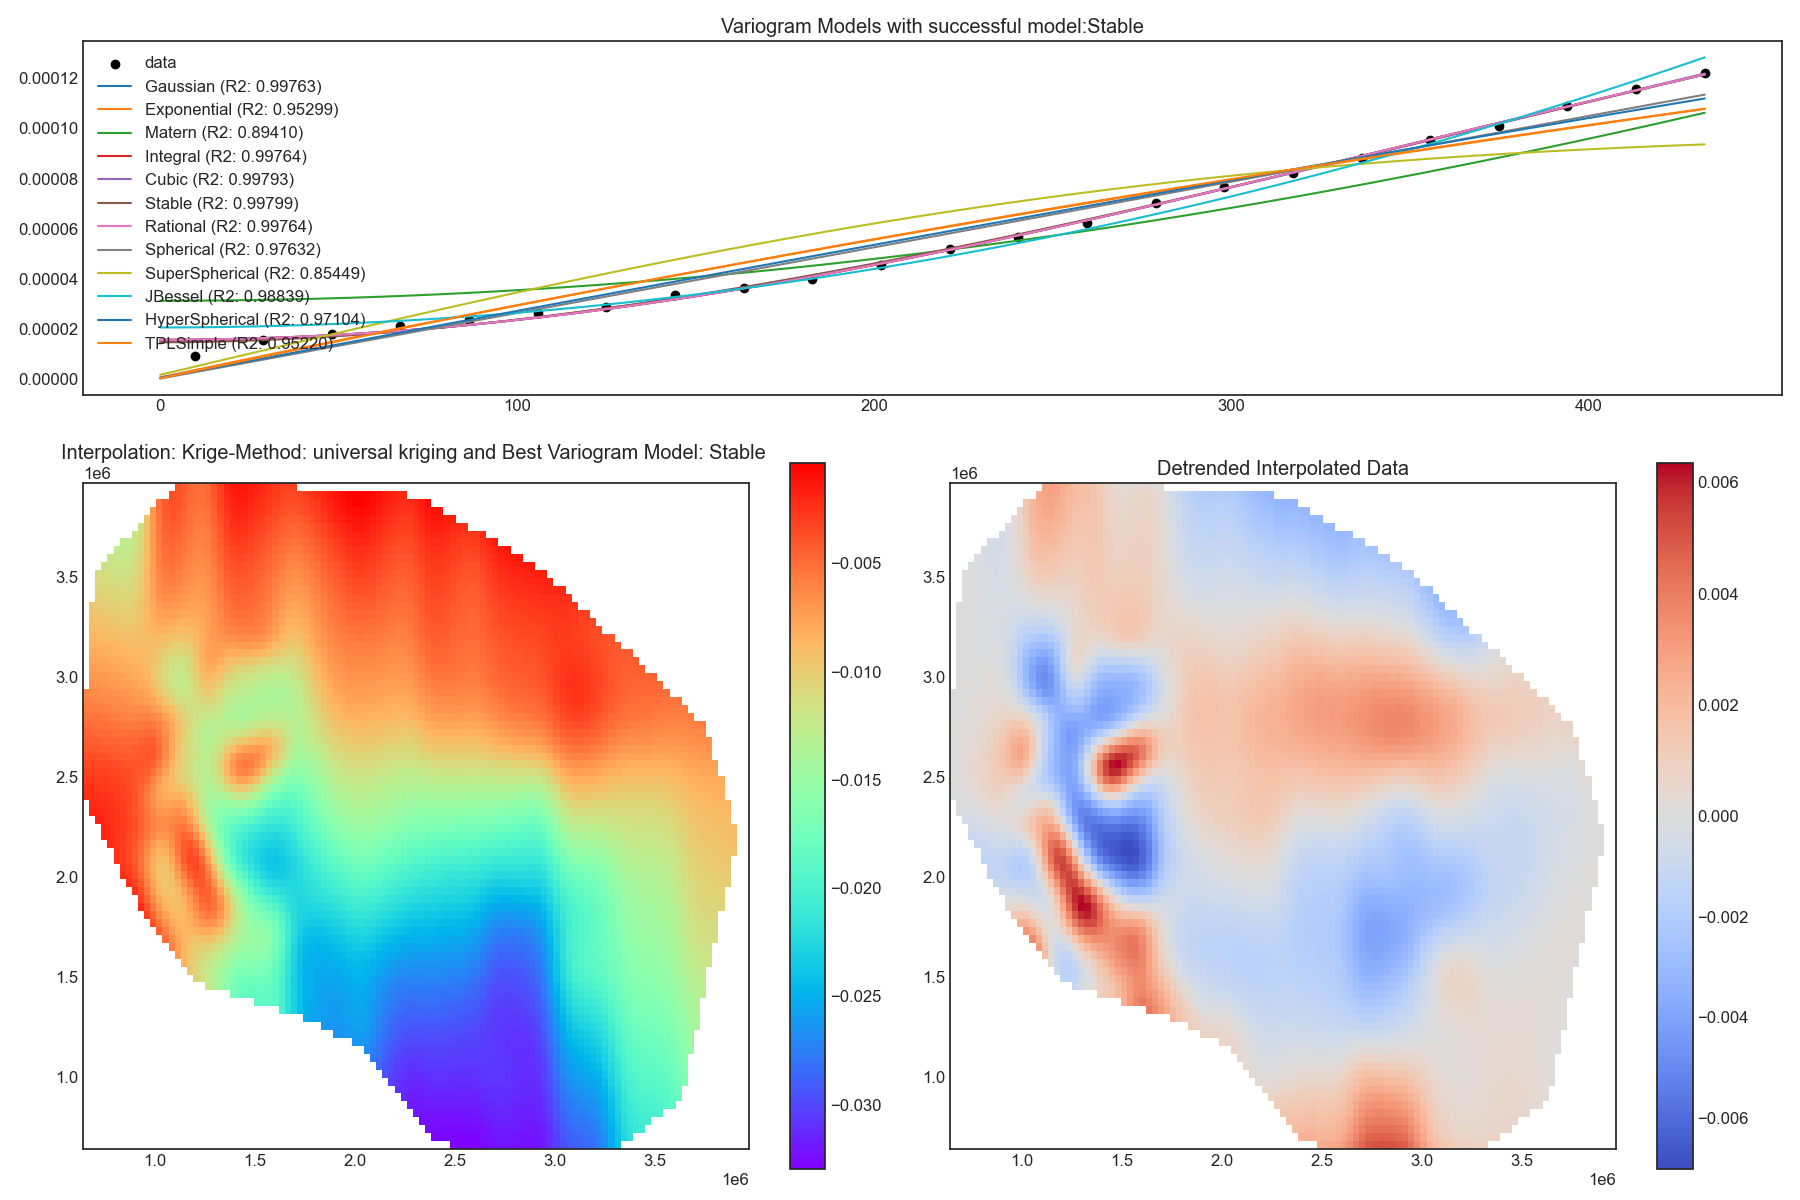 Variogram Models with successful model:Stable
0.00012
0.00010
0.00008
0.00006
0.00004
0.00002
0.00000
data
Gaussian (R2: 0.99763)
Exponential (R2: 0.95299)
Matern (R2: 0.89410)
Integral (R2: 0.99764)
Cubic (R2: 0.99793)
Stable (R2: 0.99799)
Rational (R2: 0.99764)
Spherical (R2: 0.97632)
SuperSpherical (R2: 0.85449)
JBessel (R2: 0.98839)
HyperSpherical (R2: 0.97104)
TPLSimple (R2: 0.95220)
0 100 200 300 400
Interpolation: Krige-Method: universal kriging and Best Variogram Model: Stable
1e6
3.5
3.0
2.5
2.0
1.5
1.0
1.0 1.5 2.0 2.5 3.0 3.5
1e6
−0.005
−0.010
−0.015
−0.020
−0.025
−0.030
Detrended Interpolated Data
1e6
3.5
3.0
2.5
2.0
1.5
1.0
1.0 1.5 2.0 2.5 3.0 3.5
1e6
0.006
0.004
0.002
0.000
−0.002
−0.004
−0.006